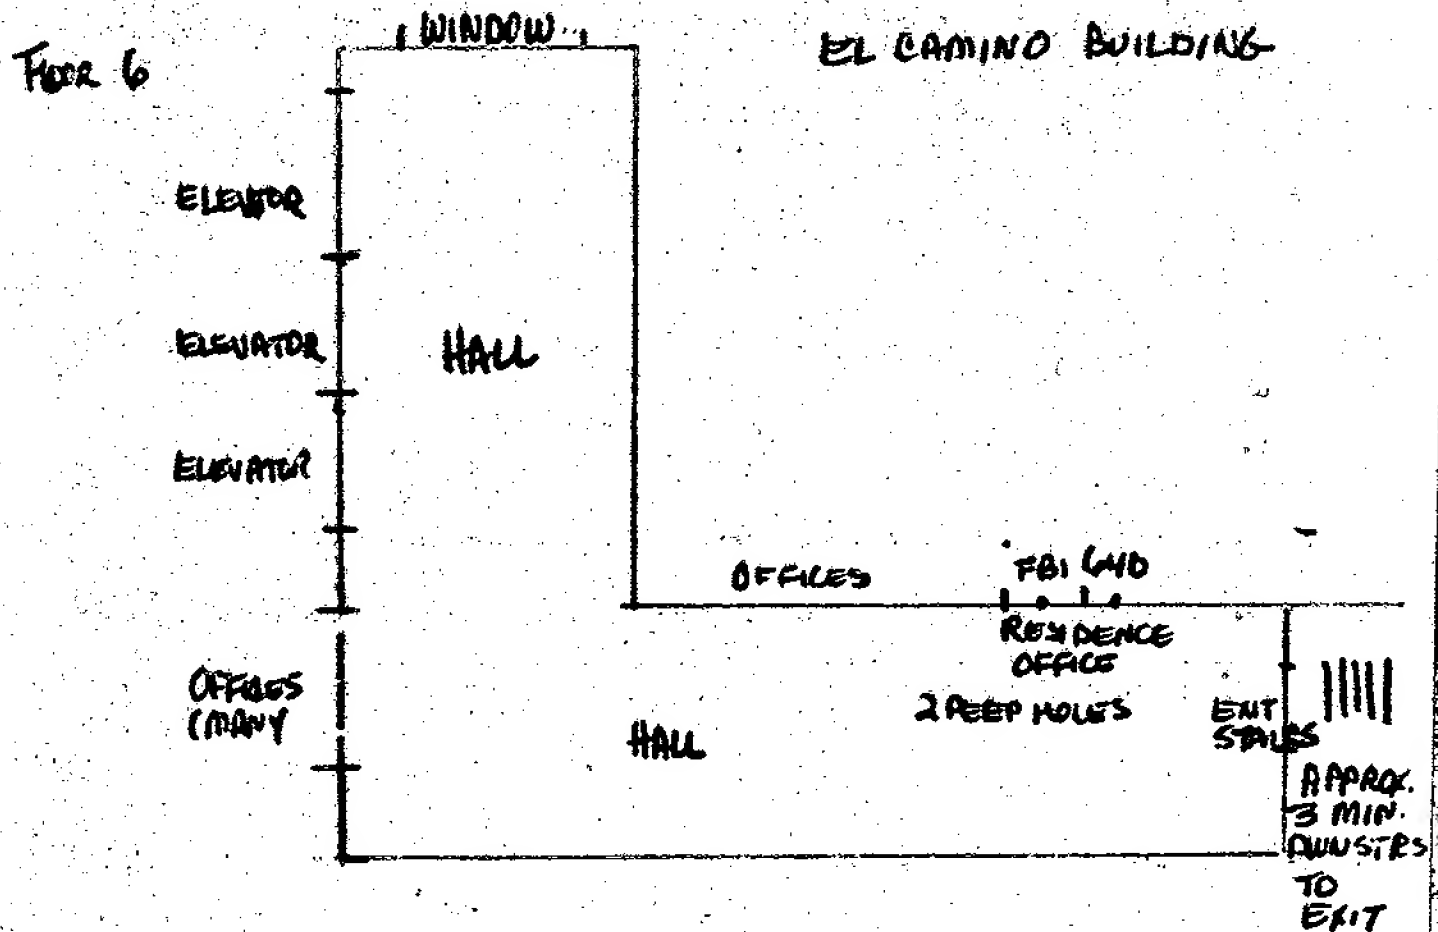 WINDOW
EL CAMINO BUILDING
FLOOR 6
ELEVATOR
ELEVATOR
HALL
ELEVATOR
OFFICES
FBI 640
RESIDENCE
OFFICE
2 PEEP HOLES
OFFICES
(MANY
HALL
EXIT
STAIRS
APPROX.
3 MIN.
DWNSTRS
TO
EXIT